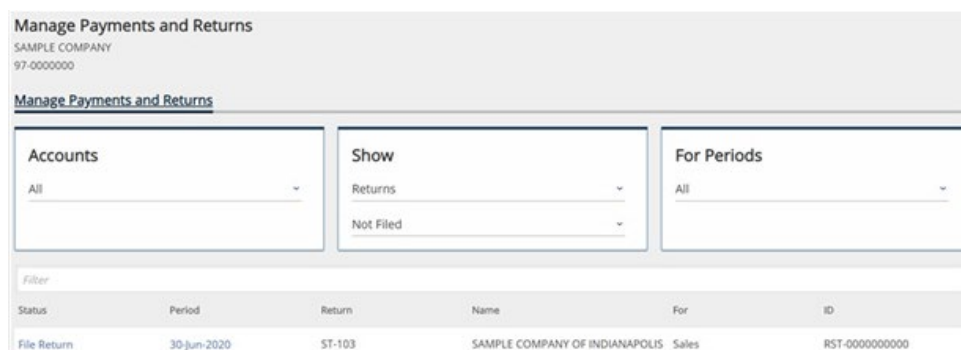 Manage Payments and Returns
SAMPLE COMPANY
97-0000000
Manage Payments and Returns
Accounts
All
Show
Returns
Not Filed
For Periods
All
Filter
Status Period Return Name For ID
File Return 30-Jun-2020 ST-103 SAMPLE COMPANY OF INDIANAPOLIS Sales RST-0000000000